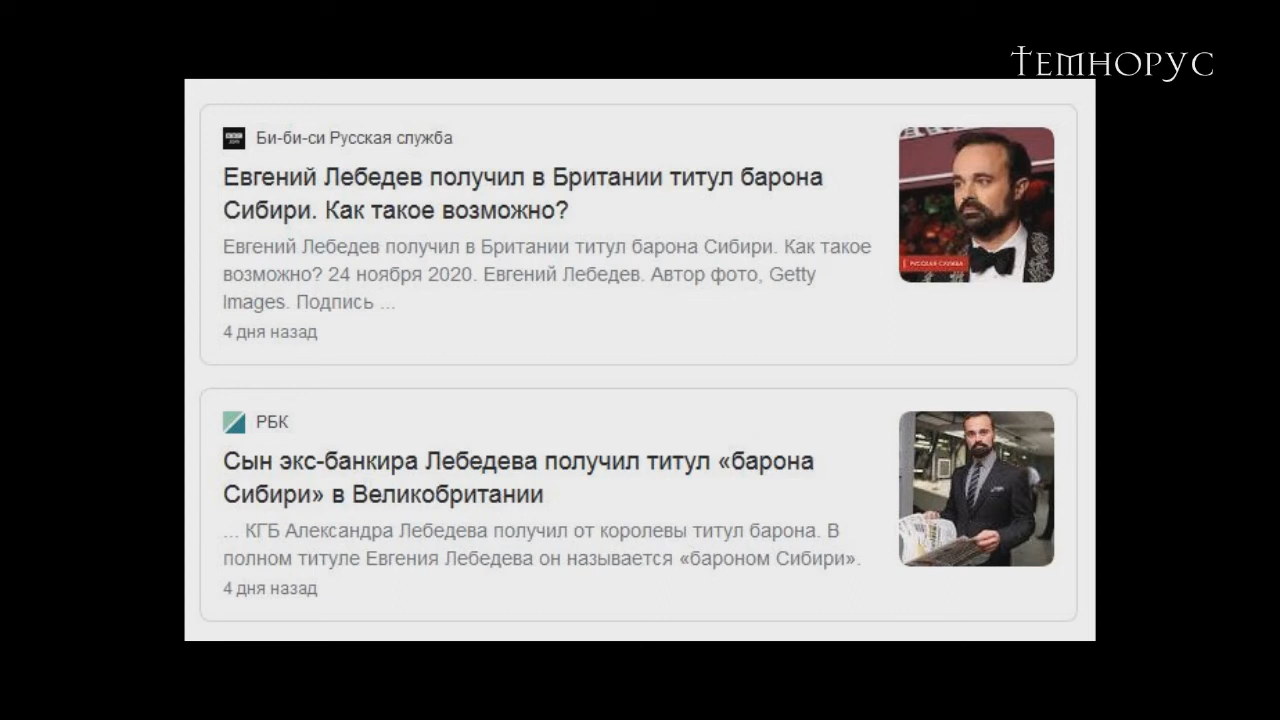 ТЕМНОРУС
Би-би-си Русская служба
Евгений Лебедев получил в Британии титул барона
Сибири. Как такое возможно?
Евгений Лебедев получил в Британии титул барона Сибири. Как такое
возможно? 24 ноября 2020. Евгений Лебедев. Автор фото, Getty
Images. Подпись ...
4 дня назад
РУССКАЯ СЛУЖБА
РБК
Сын экс-банкира Лебедева получил титул «барона
Сибири» в Великобритании
... КГБ Александра Лебедева получил от королевы титул барона. В
полном титуле Евгения Лебедева он называется «бароном Сибири».
4 дня назад